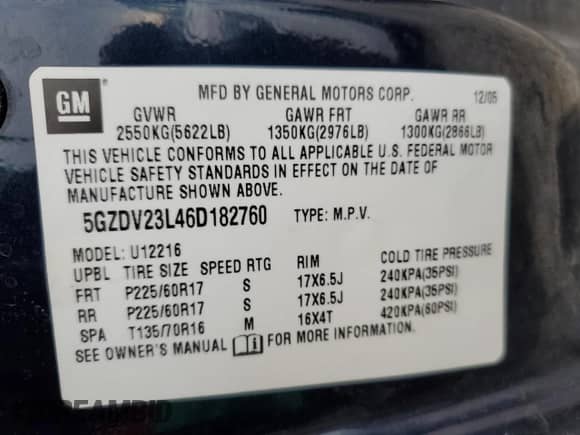 GM
MFD BY GENERAL MOTORS CORP. 12/05
GVWR GAWR FRT GAWR RR
2550KG(5622LB) 1350KG(2976LB) 1300KG(2866LB)
THIS VEHICLE CONFORMS TO ALL APPLICABLE U.S. FEDERAL MOTOR
VEHICLE SAFETY STANDARDS IN EFFECT ON THE DATE OF
MANUFACTURE SHOWN ABOVE.
5GZDV23L46D182760 TYPE: M.P.V.
MODEL: U12216
UPBL TIRE SIZE SPEED RTG RIM COLD TIRE PRESSURE
FRT P225/60R17 S 17X6.5J 240KPA(35PSI)
RR P225/60R17 S 17X6.5J 240KPA(35PSI)
SPA T135/70R16 M 16X4T 420KPA(60PSI)
SEE OWNER'S MANUAL FOR MORE INFORMATION.